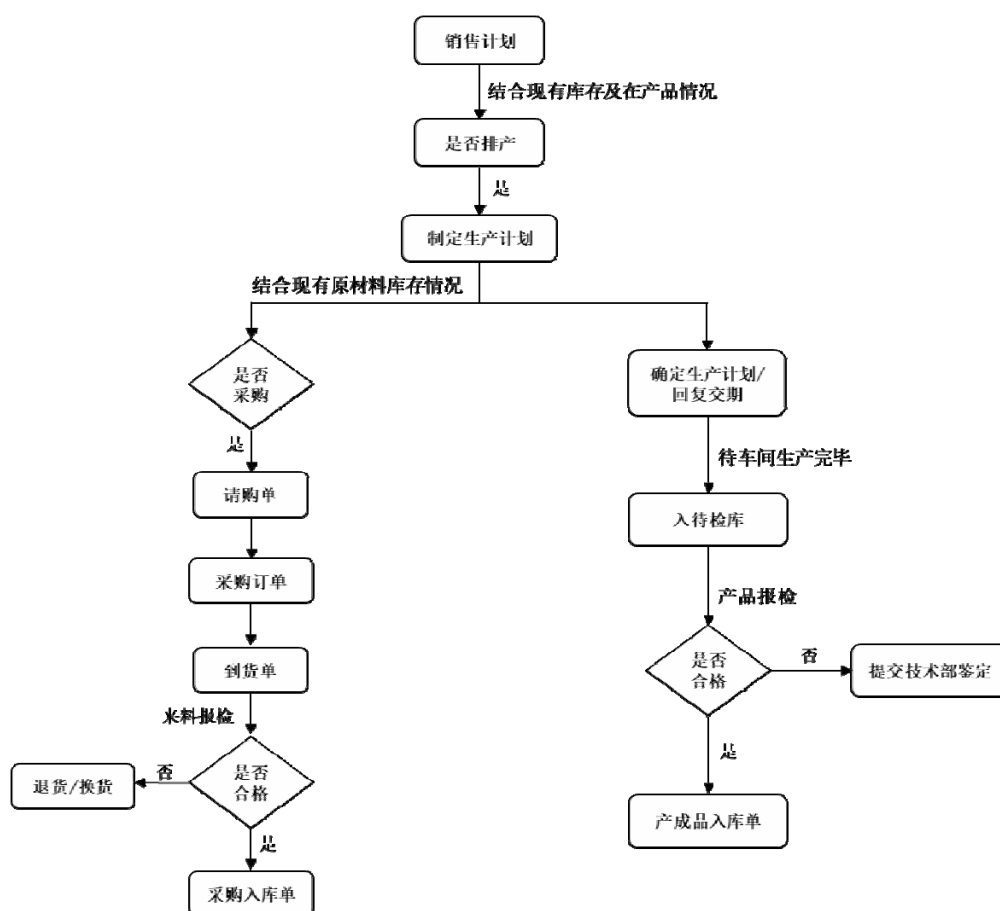 销售计划
结合现有库存及在产品情况
是否排产
是
制定生产计划
结合现有原材料库存情况
是否
采购
是
请购单
采购订单
到货单
来料报检
是否
合格
否
退货/换货
是
采购入库单
确定生产计划/
回复交期
待车间生产完毕
入待检库
产品报检
是否
合格
否
提交技术部鉴定
是
产成品入库单